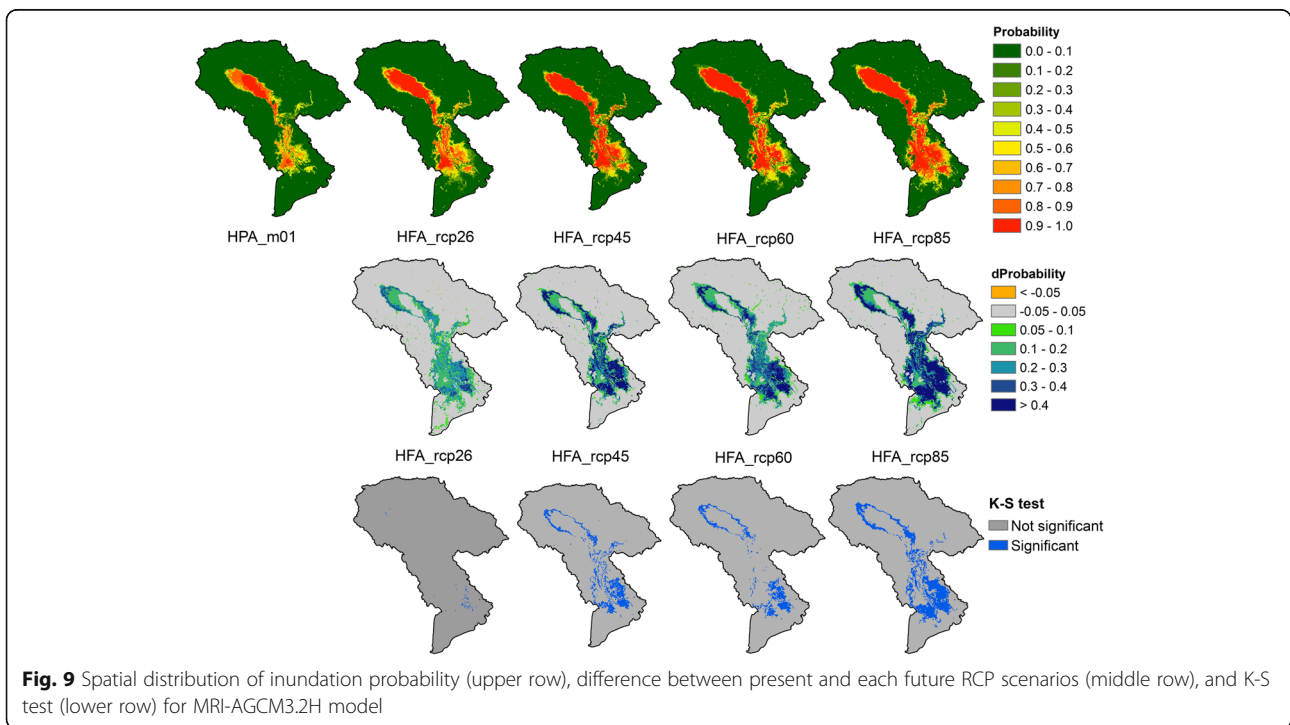 Probability
0.0 - 0.1
0.1 - 0.2
0.2 - 0.3
0.3 - 0.4
0.4 - 0.5
0.5 - 0.6
0.6 - 0.7
0.7 - 0.8
0.8 - 0.9
0.9 - 1.0
HPA_m01 HFA_rcp26 HFA_rcp45 HFA_rcp60 HFA_rcp85
dProbability
< -0.05
-0.05 - 0.05
0.05 - 0.1
0.1 - 0.2
0.2 - 0.3
0.3 - 0.4
> 0.4
HFA_rcp26 HFA_rcp45 HFA_rcp60 HFA_rcp85
K-S test
Not significant
Significant
Fig. 9 Spatial distribution of inundation probability (upper row), difference between present and each future RCP scenarios (middle row), and K-S
test (lower row) for MRI-AGCM3.2H model